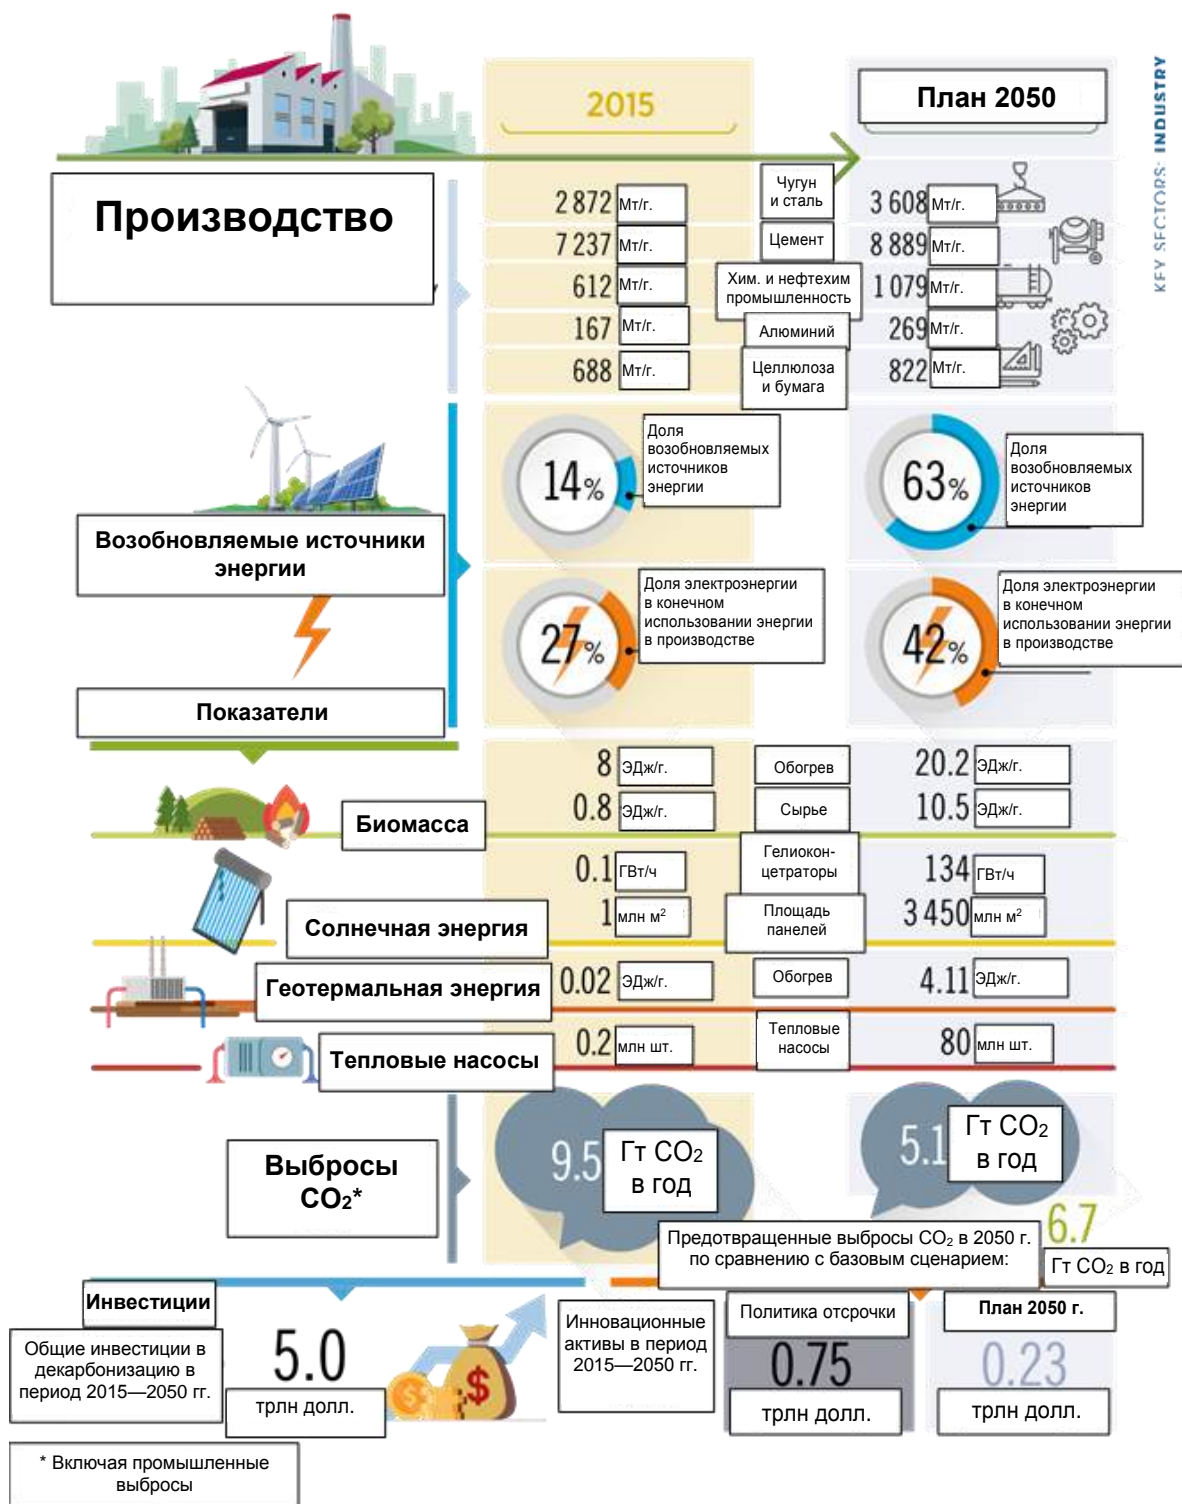 2015
План 2050
KEY SECTORS: INDUSTRY
Производство
2 872 Мт/г.
Чугун
и сталь
3 608 Мт/г.
7 237 Мт/г.
Цемент
8 889 Мт/г.
612 Мт/г.
Хим. и нефтехим
промышленность
1 079 Мт/г.
167 Мт/г.
Алюминий
269 Мт/г.
688 Мт/г.
Целлюлоза
и бумага
822 Мт/г.
Возобновляемые источники
энергии
14%
Доля
возобновляемых
источников
энергии
63%
Доля
возобновляемых
источников
энергии
27%
Доля электроэнергии
в конечном
использовании энергии
в производстве
42%
Доля электроэнергии
в конечном
использовании энергии
в производстве
Показатели
Биомасса
8 ЭДж/г.
Обогрев
20.2 ЭДж/г.
0.8 ЭДж/г.
Сырье
10.5 ЭДж/г.
Солнечная энергия
0.1 ГВт/ч
Гелиокон-
цетраторы
134 ГВт/ч
1 млн м²
Площадь
панелей
3 450 млн м²
Геотермальная энергия
0.02 ЭДж/г.
Обогрев
4.11 ЭДж/г.
Тепловые насосы
0.2 млн шт.
Тепловые
насосы
80 млн шт.
Выбросы
CO₂*
9.5 Гт CO₂
в год
5.1 Гт CO₂
в год
Предотвращенные выбросы CO₂ в 2050 г.
по сравнению с базовым сценарием:
6.7
Гт CO₂ в год
Инвестиции
Общие инвестиции в
декарбонизацию в
период 2015—2050 гг.
5.0
трлн долл.
$
$
Инновационные
активы в период
2015—2050 гг.
Политика отсрочки
0.75
трлн долл.
План 2050 г.
0.23
трлн долл.
* Включая промышленные
выбросы